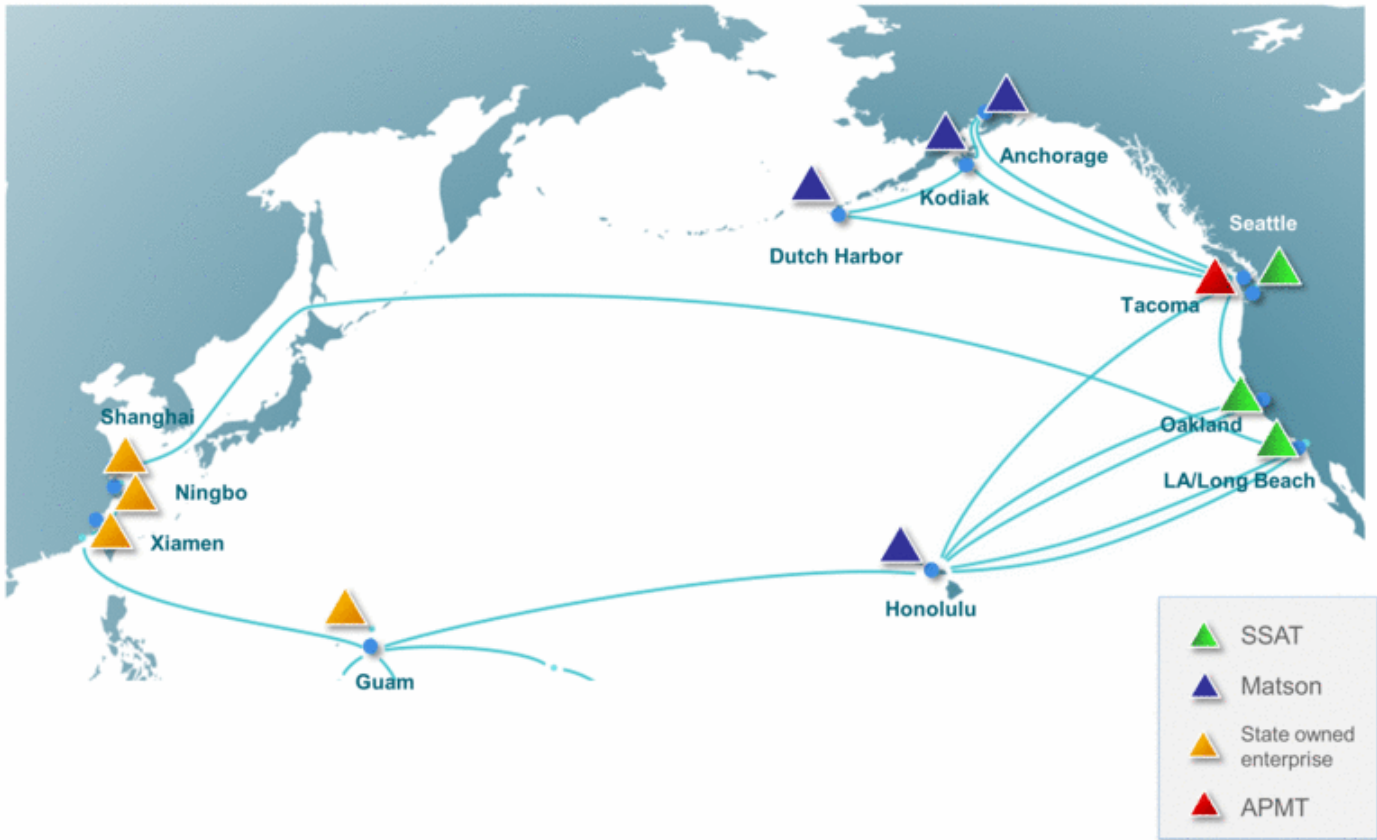 Anchorage
Kodiak
Seattle
Dutch Harbor
Tacoma
Shanghai
Oakland
LA/Long Beach
Ningbo
Xiamen
Honolulu
Guam
SSAT
Matson
State owned
enterprise
APMT